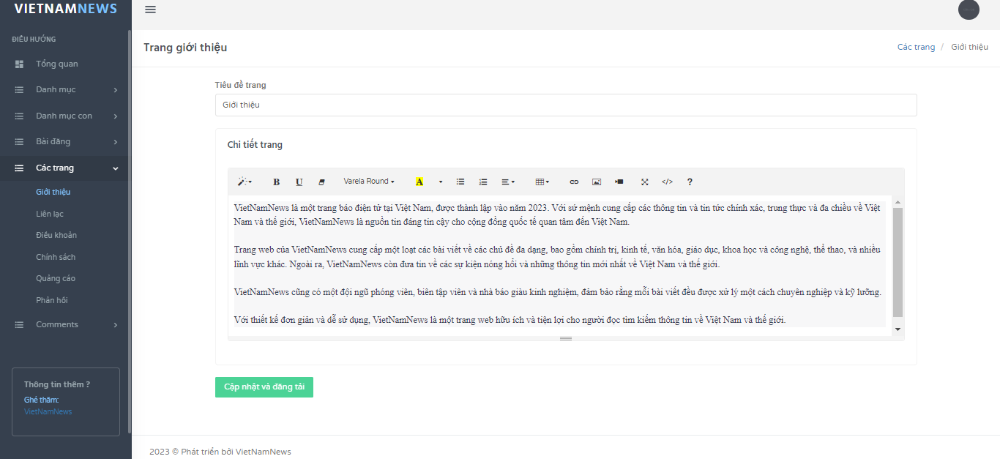 VIETNAMNEWS
ĐIỀU HƯỚNG
Tổng quan
Danh mục
Danh mục con
Bài đăng
Các trang
Giới thiệu
Liên lạc
Điều khoản
Chính sách
Quảng cáo
Phản hồi
Comments
Thông tin thêm ?
Ghé thăm:
VietNamNews
Trang giới thiệu
Các trang / Giới thiệu
Tiêu đề trang
Giới thiệu
Chi tiết trang
B U Varela Round A </> ?
VietNamNews là một trang báo điện tử tại Việt Nam, được thành lập vào năm 2023. Với sứ mệnh cung cấp các thông tin và tin tức chính xác, trung thực và đa chiều về Việt
Nam và thế giới, VietNamNews là nguồn tin đáng tin cậy cho cộng đồng quốc tế quan tâm đến Việt Nam.
Trang web của VietNamNews cung cấp một loạt các bài viết về các chủ đề đa dạng, bao gồm chính trị, kinh tế, văn hóa, giáo dục, khoa học và công nghệ, thể thao, và nhiều
lĩnh vực khác. Ngoài ra, VietNamNews còn đưa tin về các sự kiện nóng hổi và những thông tin mới nhất về Việt Nam và thế giới.
VietNamNews cũng có một đội ngũ phóng viên, biên tập viên và nhà báo giàu kinh nghiệm, đảm bảo rằng mỗi bài viết đều được xử lý một cách chuyên nghiệp và kỹ lưỡng.
Với thiết kế đơn giản và dễ sử dụng, VietNamNews là một trang web hữu ích và tiện lợi cho người đọc tìm kiếm thông tin về Việt Nam và thế giới.
Cập nhật và đăng tải
2023 © Phát triển bởi VietNamNews